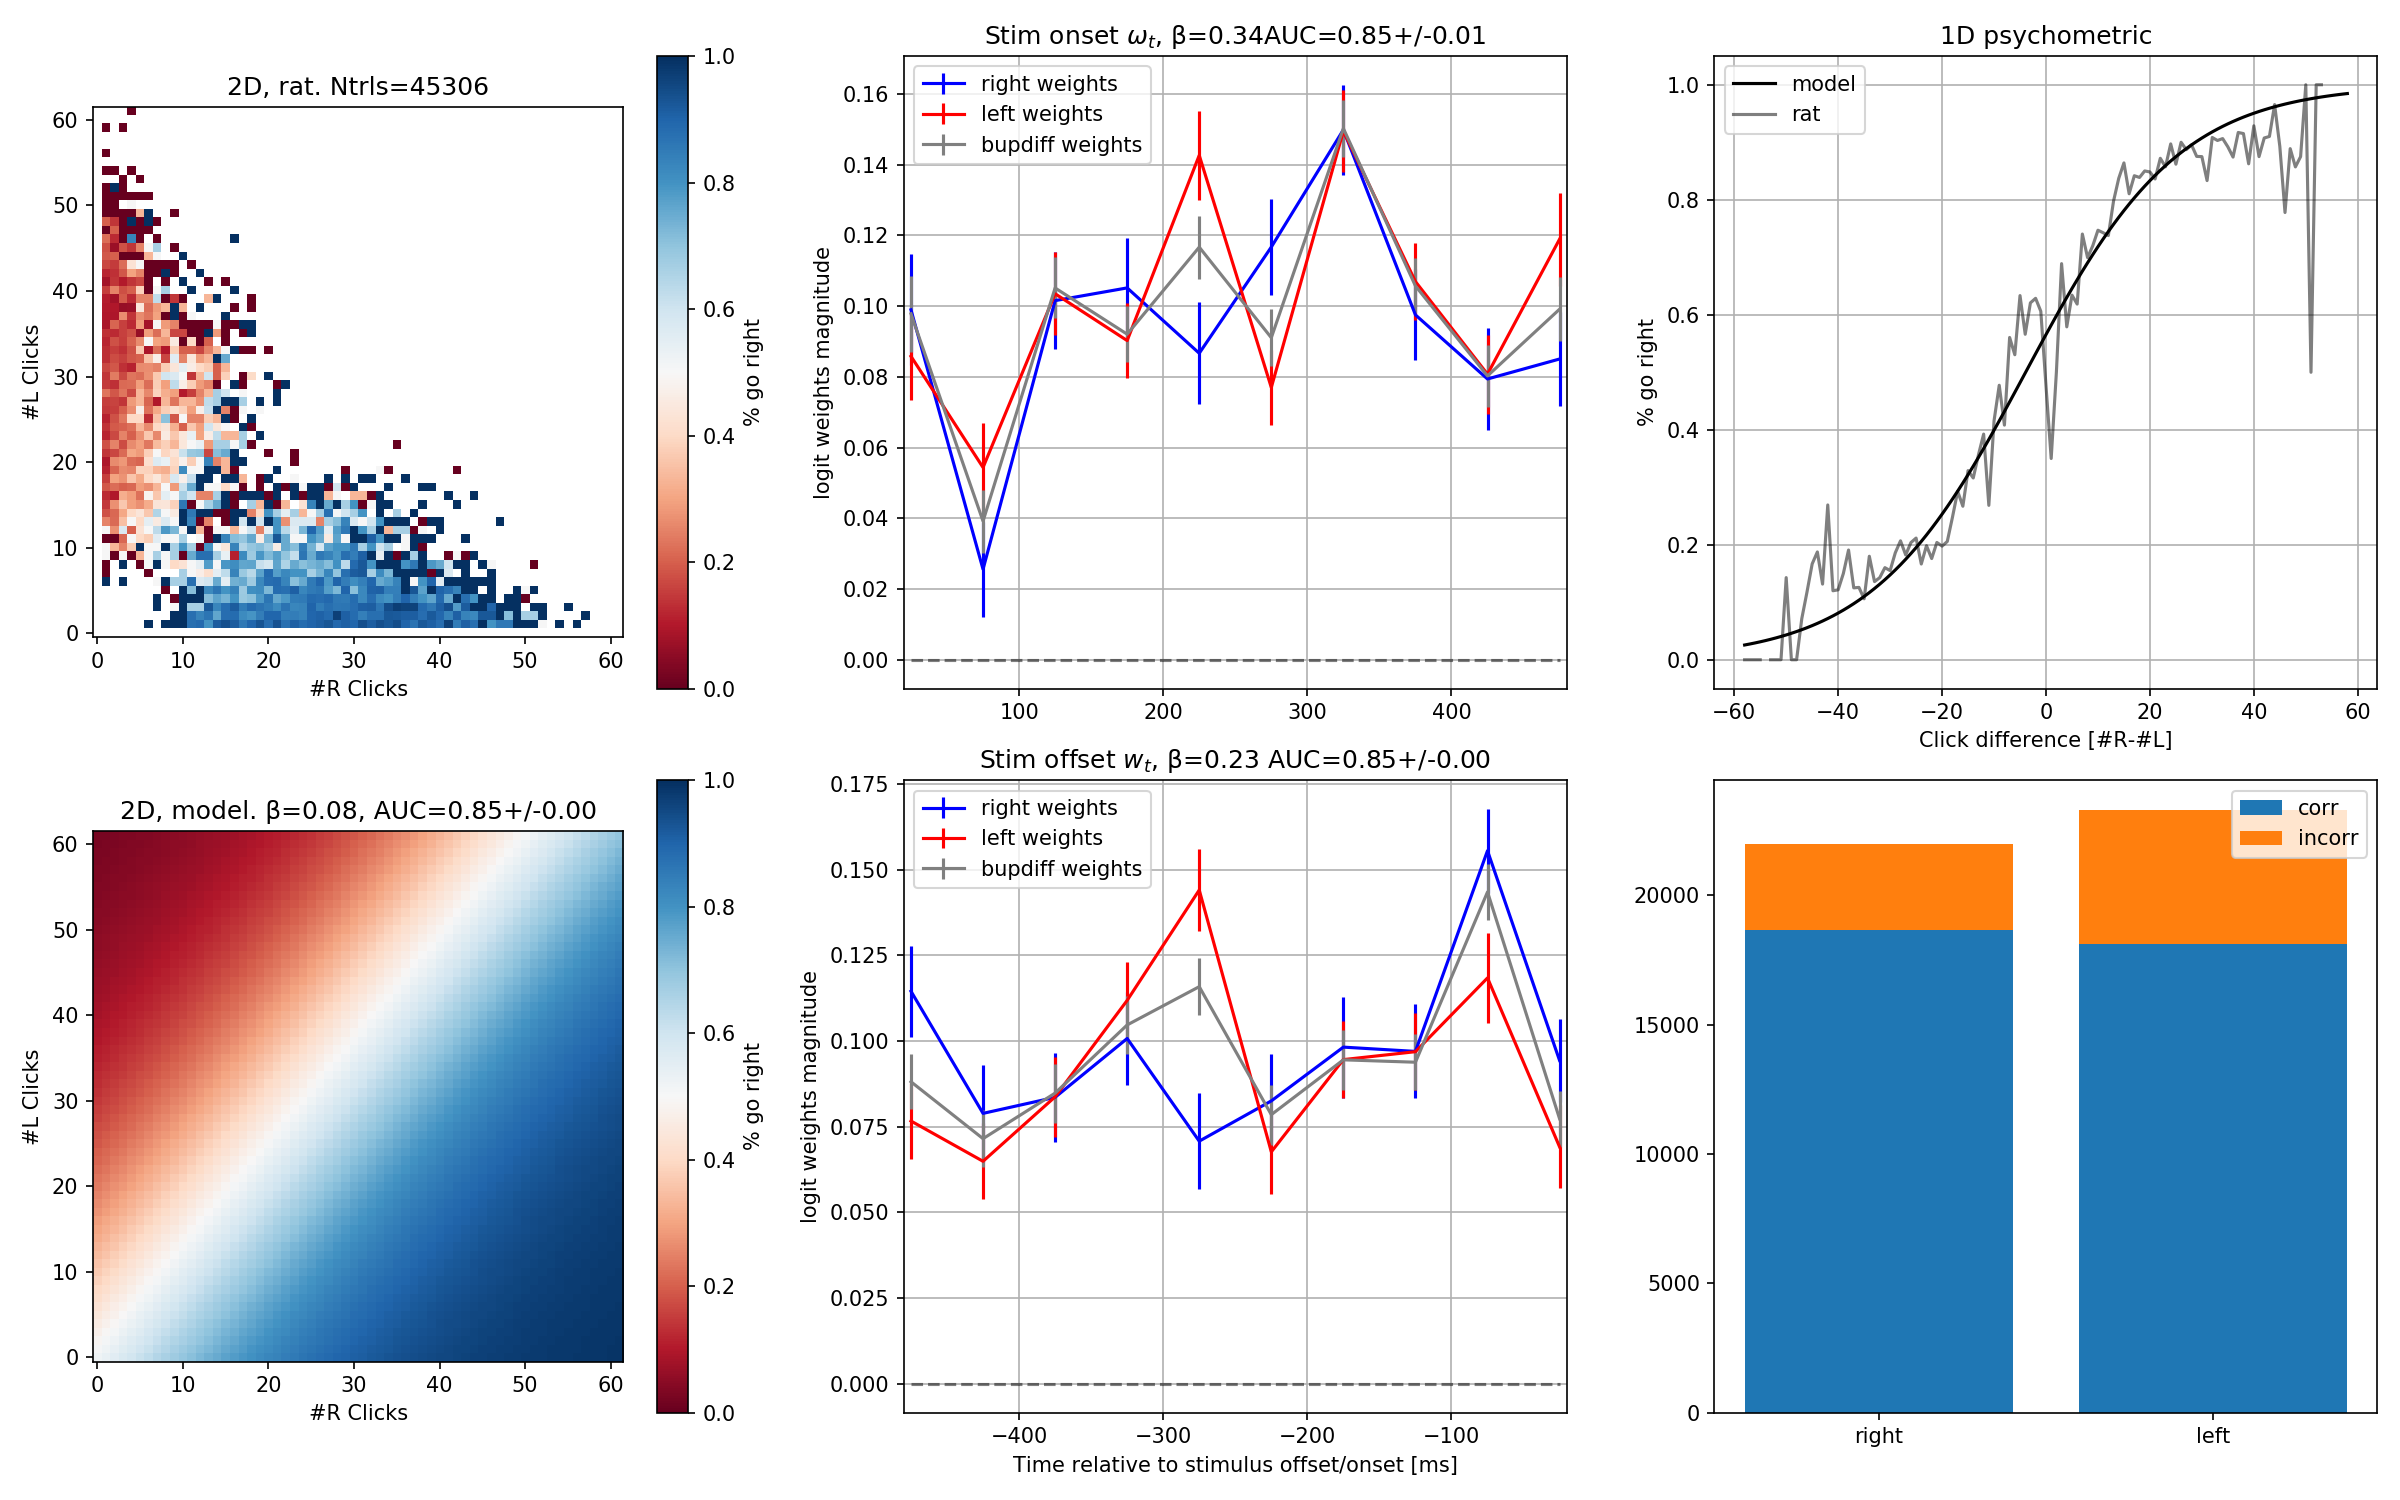 2D, rat. Ntrls=45306
60
50
40
30
20
10
0
#L Clicks
0 10 20 30 40 50 60
#R Clicks
1.0
0.8
0.6
0.4
0.2
0.0
% go right
Stim onset ωt, β=0.34AUC=0.85+/-0.01
right weights
left weights
bupdiff weights
0.16
0.14
0.12
0.10
0.08
0.06
0.04
0.02
0.00
logit weights magnitude
100 200 300 400
1D psychometric
model
rat
1.0
0.8
0.6
0.4
0.2
0.0
% go right
−60 −40 −20 0 20 40 60
Click difference [#R-#L]
2D, model. β=0.08, AUC=0.85+/-0.00
60
50
40
30
20
10
0
#L Clicks
0 10 20 30 40 50 60
#R Clicks
1.0
0.8
0.6
0.4
0.2
0.0
% go right
Stim offset wt, β=0.23 AUC=0.85+/-0.00
right weights
left weights
bupdiff weights
0.175
0.150
0.125
0.100
0.075
0.050
0.025
0.000
logit weights magnitude
−400 −300 −200 −100
Time relative to stimulus offset/onset [ms]
corr
incorr
20000
15000
10000
5000
0
right left